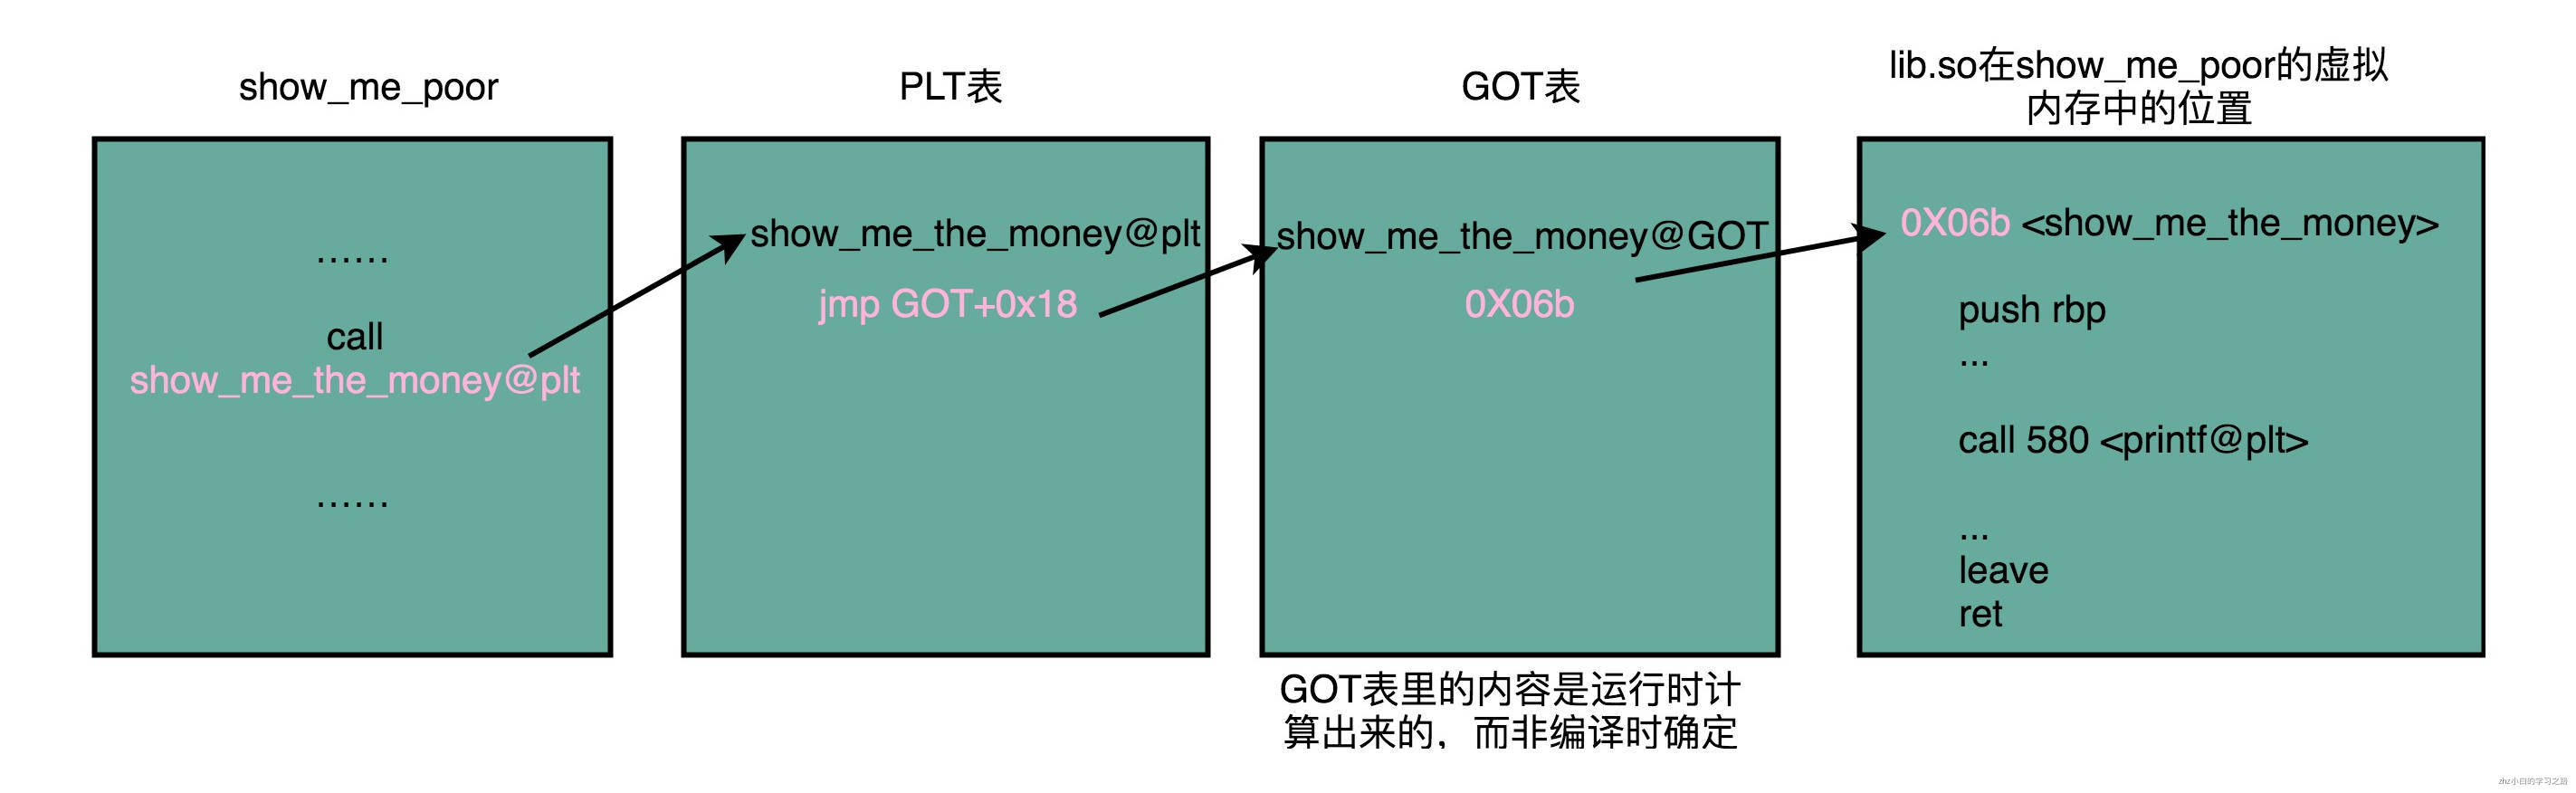 show_me_poor
......
call
show_me_the_money@plt
......
PLT表
show_me_the_money@plt
jmp GOT+0x18
GOT表
show_me_the_money@GOT
0X06b
GOT表里的内容是运行时计
算出来的，而非编译时确定
lib.so在show_me_poor的虚拟
内存中的位置
0X06b <show_me_the_money>
push rbp
...
call 580 <printf@plt>
...
leave
ret
zhz小白的学习之路